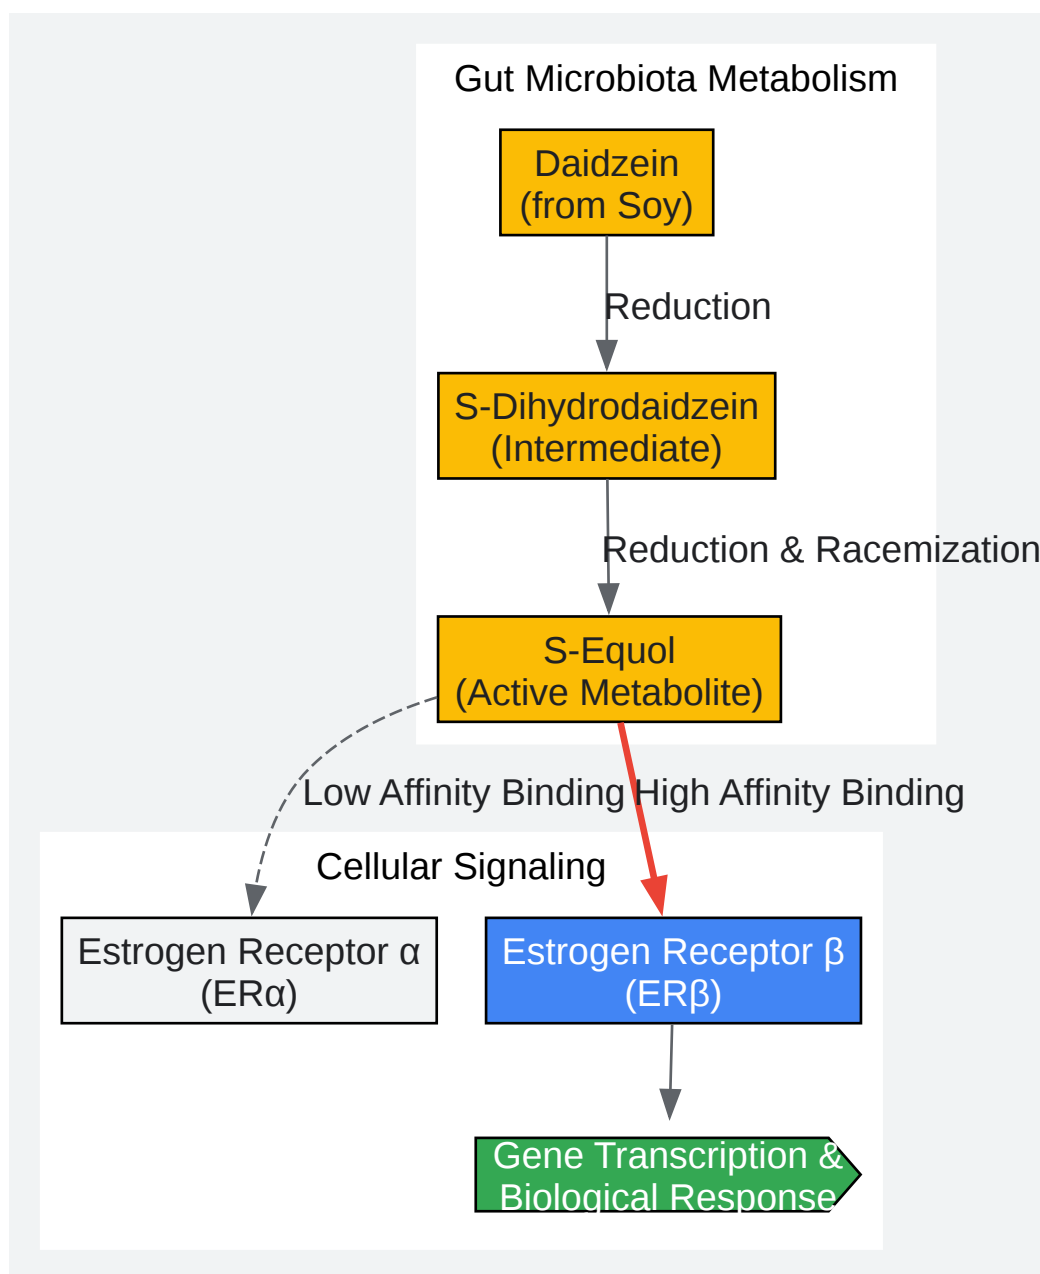 Gut Microbiota Metabolism
Daidzein
(from Soy)
Reduction
S-Dihydrodaidzein
(Intermediate)
Reduction & Racemization
S-Equol
(Active Metabolite)
Low Affinity Binding
High Affinity Binding
Cellular Signaling
Estrogen Receptor α
(ERα)
Estrogen Receptor β
(ERβ)
Gene Transcription &
Biological Response